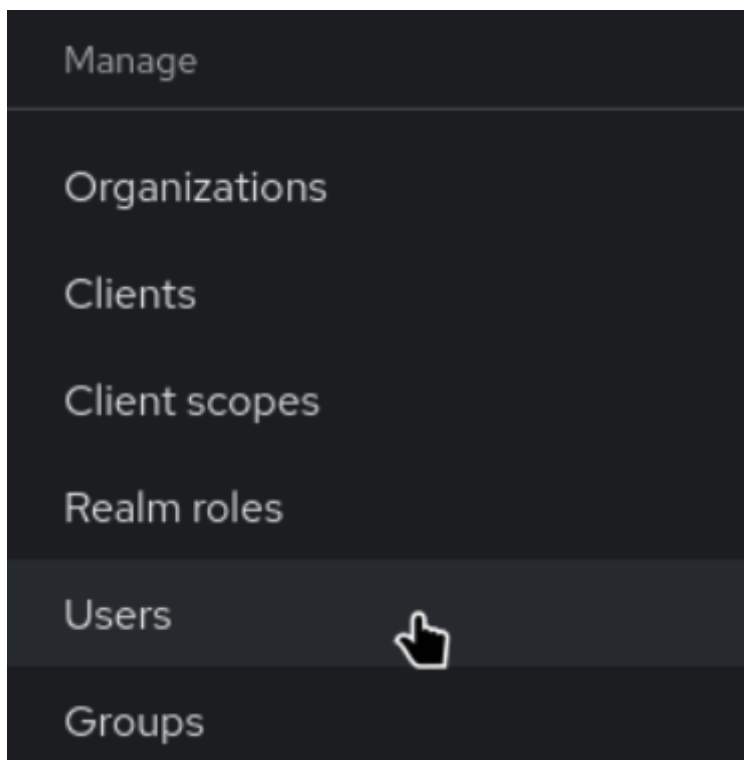 Manage
Organizations
Clients
Client scopes
Realm roles
Users
Groups